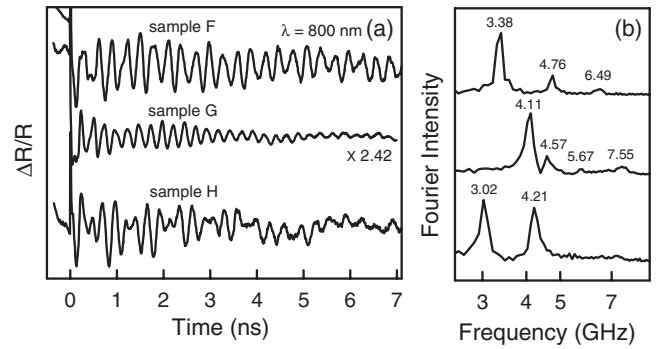 (a)
sample F
λ = 800 nm
sample G
X 2.42
sample H
ΔR/R
0 1 2 3 4 5 6 7
Time (ns)
(b)
3.38
4.76
6.49
4.11
4.57
5.67
7.55
3.02
4.21
Fourier Intensity
3 4 5 7
Frequency (GHz)